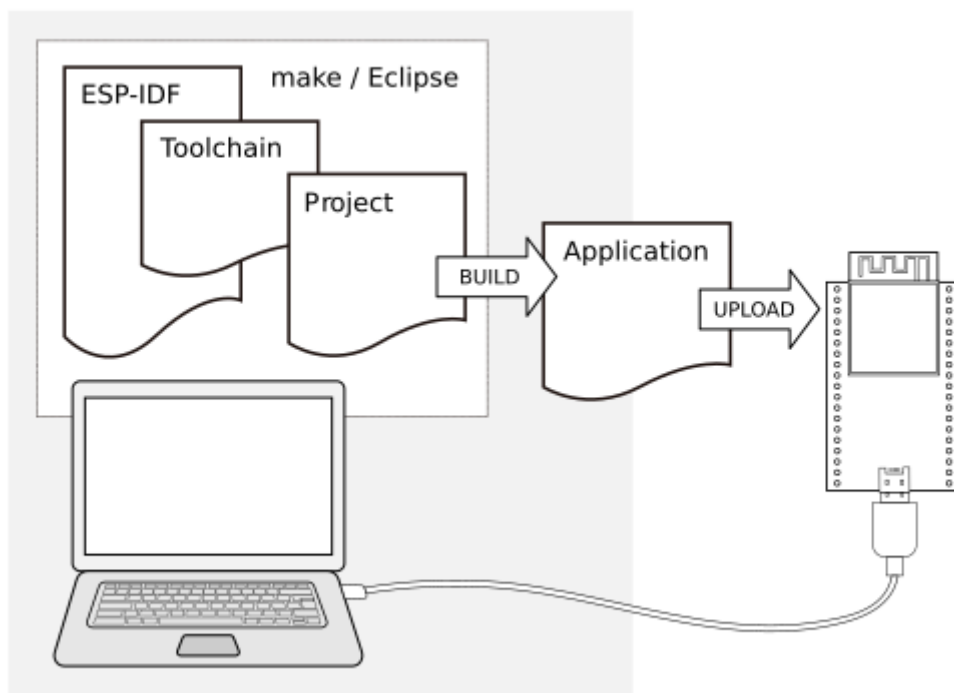 make / Eclipse
ESP-IDF
Toolchain
Project
BUILD
Application
UPLOAD